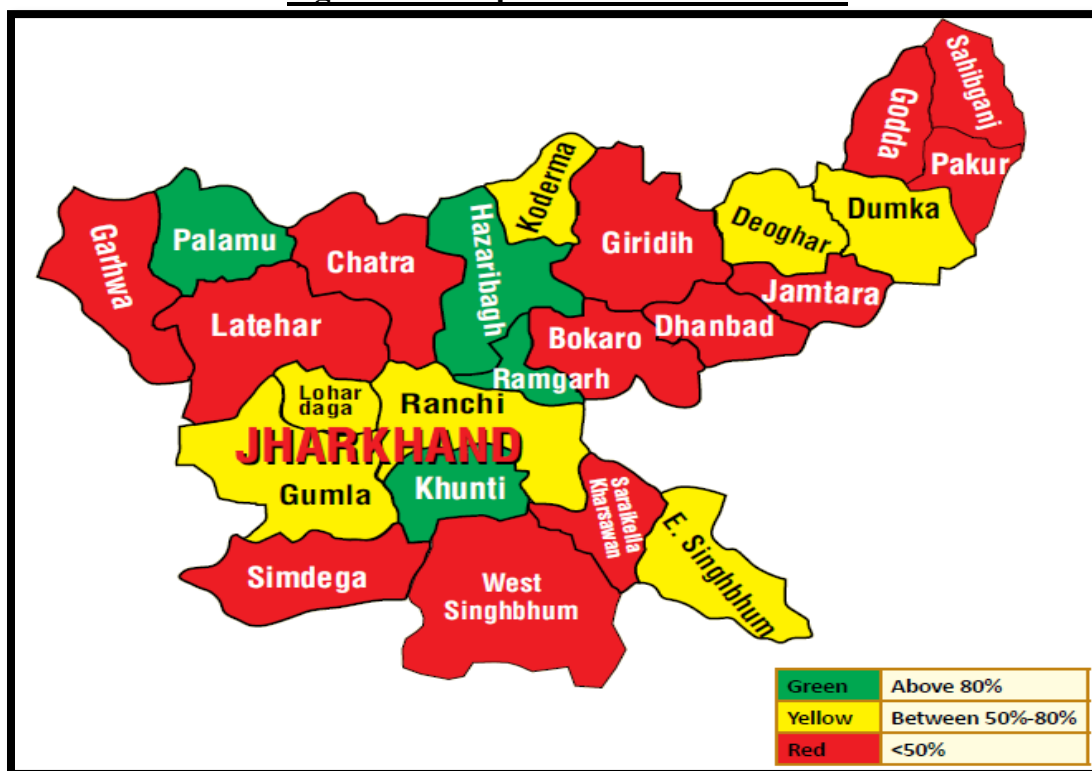 Sahibganj
Godda
Pakur
Koderma
Dumka
Deoghar
Hazaribagh
Palamu
Giridih
Garhwa
Chatra
Jamtara
Latehar
Dhanbad
Bokaro
Ramgarh
Lohar
daga
Ranchi
JHARKHAND
Gumla
Khunti
Saraikella
Kharsawan
E. Singhbhum
Simdega
West
Singhbhum
Green Above 80%
Yellow Between 50%-80%
Red <50%